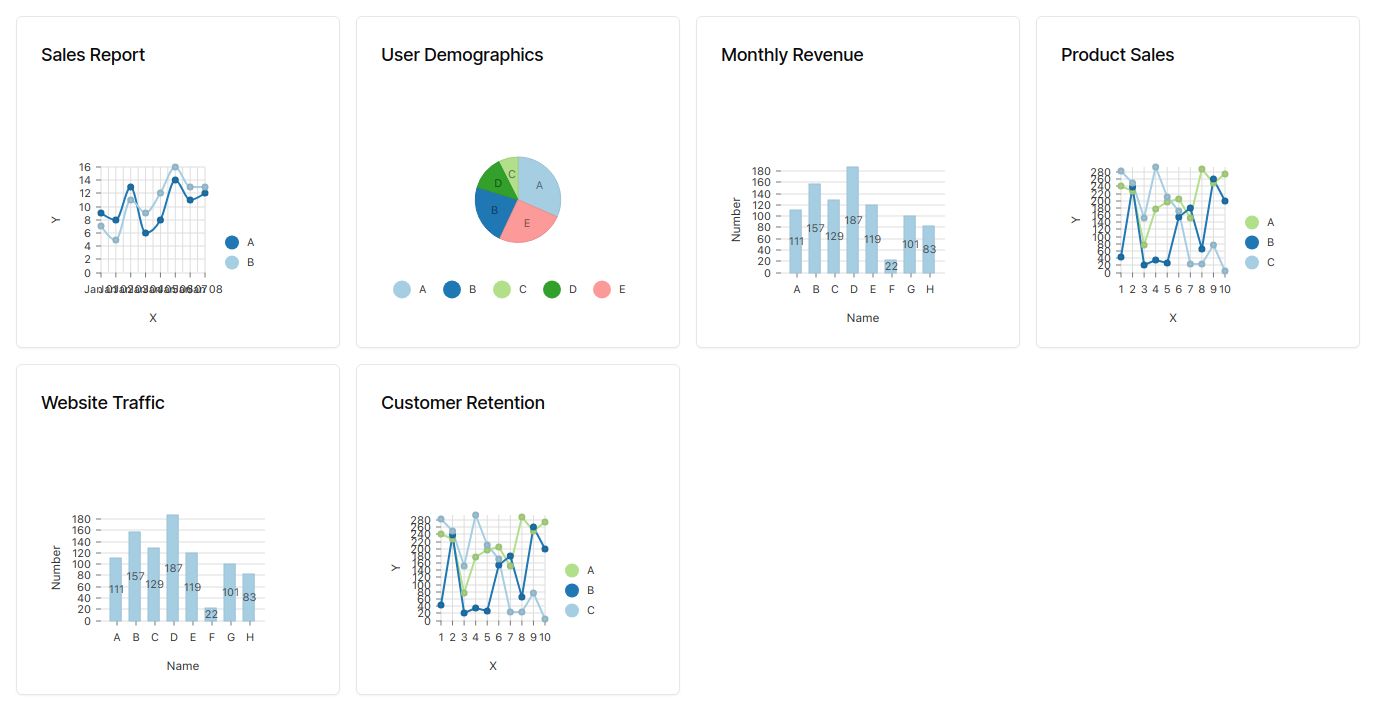 Sales Report
16
14
12
10
8
6
4
2
0
Y
X
A
B
User Demographics
A
B
C
D
E
A B C D E
Monthly Revenue
180
160
140
120
100
80
60
40
20
0
Number
111 157 129 187 119 22 101 83
A B C D E F G H
Name
Product Sales
280
260
240
220
200
180
160
140
120
100
80
60
40
20
0
Y
1 2 3 4 5 6 7 8 9 10
X
A
B
C
Website Traffic
180
160
140
120
100
80
60
40
20
0
Number
111 157 129 187 119 22 101 83
A B C D E F G H
Name
Customer Retention
280
260
240
220
200
180
160
140
120
100
80
60
40
20
0
Y
1 2 3 4 5 6 7 8 9 10
X
A
B
C